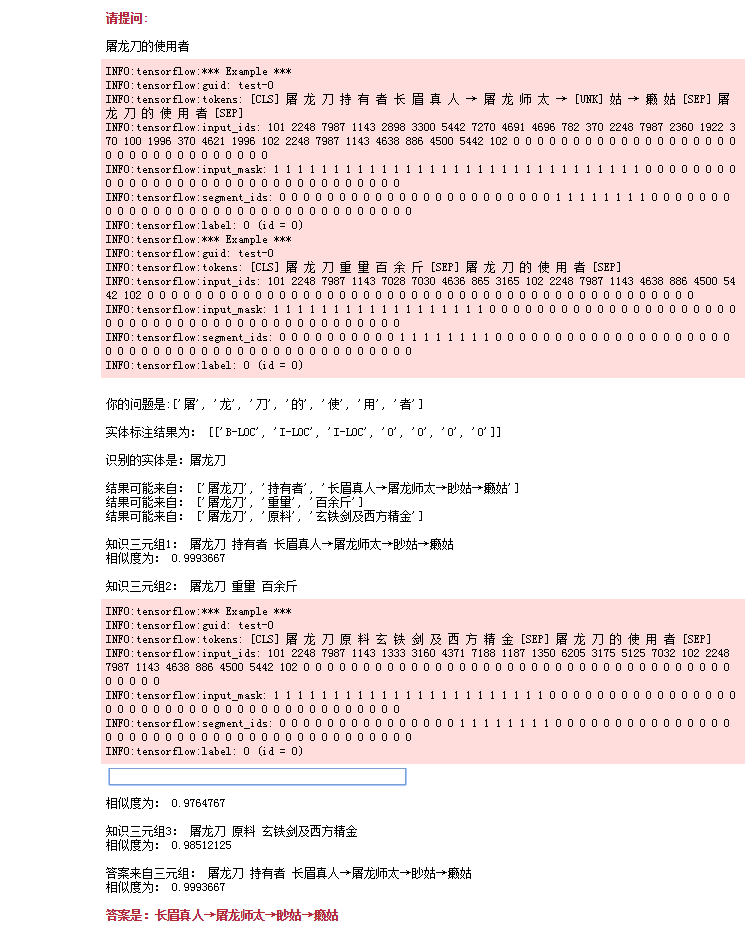 请提问:
屠龙刀的使用者
INFO:tensorflow:*** Example ***
INFO:tensorflow:guid: test-0
INFO:tensorflow:tokens: [CLS] 屠 龙 刀 持 有 者 长 眉 真 人 → 屠 龙 师 太 → [UNK] 姑 → 癞 姑 [SEP] 屠
龙 刀 的 使 用 者 [SEP]
INFO:tensorflow:input_ids: 101 2248 7987 1143 2898 3300 5442 7270 4691 4696 782 370 2248 7987 2360 1922 3
70 100 1996 370 4621 1996 102 2248 7987 1143 4638 886 4500 5442 102 0 0 0 0 0 0 0 0 0 0 0 0 0 0 0 0 0 0 0
0 0 0 0 0 0 0 0 0 0 0 0 0 0
INFO:tensorflow:input_mask: 1 1 1 1 1 1 1 1 1 1 1 1 1 1 1 1 1 1 1 1 1 1 1 1 1 1 1 1 1 1 1 0 0 0 0 0 0 0 0
0 0 0 0 0 0 0 0 0 0 0 0 0 0 0 0 0 0 0 0 0 0 0 0 0
INFO:tensorflow:segment_ids: 0 0 0 0 0 0 0 0 0 0 0 0 0 0 0 0 0 0 0 0 0 0 0 1 1 1 1 1 1 1 1 0 0 0 0 0 0 0
0 0 0 0 0 0 0 0 0 0 0 0 0 0 0 0 0 0 0 0 0 0 0 0 0 0
INFO:tensorflow:label: 0 (id = 0)
INFO:tensorflow:*** Example ***
INFO:tensorflow:guid: test-0
INFO:tensorflow:tokens: [CLS] 屠 龙 刀 重 量 百 余 斤 [SEP] 屠 龙 刀 的 使 用 者 [SEP]
INFO:tensorflow:input_ids: 101 2248 7987 1143 7028 7030 4636 865 3165 102 2248 7987 1143 4638 886 4500 54
42 102 0 0 0 0 0 0 0 0 0 0 0 0 0 0 0 0 0 0 0 0 0 0 0 0 0 0 0 0 0 0 0 0 0 0 0 0 0 0 0 0 0 0 0 0 0 0
INFO:tensorflow:input_mask: 1 1 1 1 1 1 1 1 1 1 1 1 1 1 1 1 1 1 0 0 0 0 0 0 0 0 0 0 0 0 0 0 0 0 0 0 0 0 0
0 0 0 0 0 0 0 0 0 0 0 0 0 0 0 0 0 0 0 0 0 0 0 0 0
INFO:tensorflow:segment_ids: 0 0 0 0 0 0 0 0 0 0 1 1 1 1 1 1 1 1 0 0 0 0 0 0 0 0 0 0 0 0 0 0 0 0 0 0 0 0
0 0 0 0 0 0 0 0 0 0 0 0 0 0 0 0 0 0 0 0 0 0 0 0 0 0
INFO:tensorflow:label: 0 (id = 0)
你的问题是:['屠', '龙', '刀', '的', '使', '用', '者']
实体标注结果为: [['B-LOC', 'I-LOC', 'I-LOC', 'O', 'O', 'O', 'O']]
识别的实体是: 屠龙刀
结果可能来自: ['屠龙刀', '持有者', '长眉真人→屠龙师太→眇姑→癞姑']
结果可能来自: ['屠龙刀', '重量', '百余斤']
结果可能来自: ['屠龙刀', '原料', '玄铁剑及西方精金']
知识三元组1: 屠龙刀 持有者 长眉真人→屠龙师太→眇姑→癞姑
相似度为: 0.9993667
知识三元组2: 屠龙刀 重量 百余斤
INFO:tensorflow:*** Example ***
INFO:tensorflow:guid: test-0
INFO:tensorflow:tokens: [CLS] 屠 龙 刀 原 料 玄 铁 剑 及 西 方 精 金 [SEP] 屠 龙 刀 的 使 用 者 [SEP]
INFO:tensorflow:input_ids: 101 2248 7987 1143 1333 3160 4371 7188 1187 1350 6205 3175 5125 7032 102 2248
7987 1143 4638 886 4500 5442 102 0 0 0 0 0 0 0 0 0 0 0 0 0 0 0 0 0 0 0 0 0 0 0 0 0 0 0 0 0 0 0 0 0 0 0 0
0 0 0 0 0
INFO:tensorflow:input_mask: 1 1 1 1 1 1 1 1 1 1 1 1 1 1 1 1 1 1 1 1 1 1 1 0 0 0 0 0 0 0 0 0 0 0 0 0 0 0 0
0 0 0 0 0 0 0 0 0 0 0 0 0 0 0 0 0 0 0 0 0 0 0 0 0
INFO:tensorflow:segment_ids: 0 0 0 0 0 0 0 0 0 0 0 0 0 0 0 1 1 1 1 1 1 1 1 0 0 0 0 0 0 0 0 0 0 0 0 0 0 0
0 0 0 0 0 0 0 0 0 0 0 0 0 0 0 0 0 0 0 0 0 0 0 0 0 0
INFO:tensorflow:label: 0 (id = 0)
相似度为: 0.9764767
知识三元组3: 屠龙刀 原料 玄铁剑及西方精金
相似度为: 0.98512125
答案来自三元组: 屠龙刀 持有者 长眉真人→屠龙师太→眇姑→癞姑
相似度为: 0.9993667
答案是: 长眉真人→屠龙师太→眇姑→癞姑